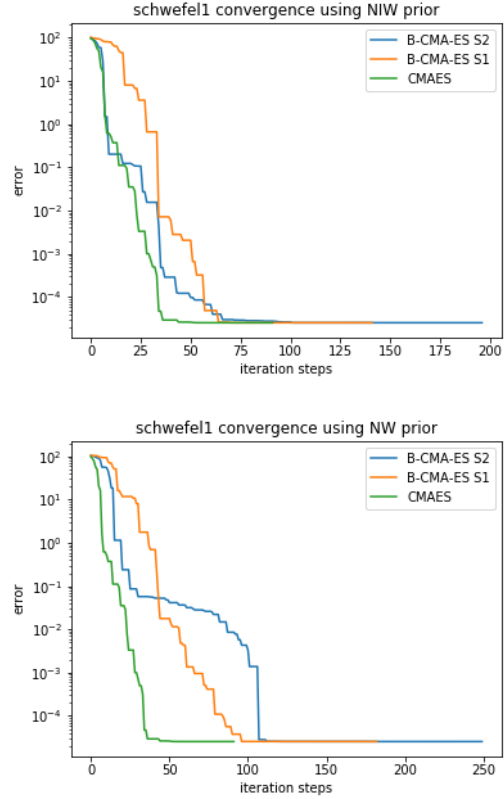 schwefel1 convergence using NIW prior
10²
10¹
10⁰
10⁻¹
10⁻²
10⁻³
10⁻⁴
error
B-CMA-ES S2
B-CMA-ES S1
CMAES
0 25 50 75 100 125 150 175 200
iteration steps
schwefel1 convergence using NW prior
10²
10¹
10⁰
10⁻¹
10⁻²
10⁻³
10⁻⁴
error
B-CMA-ES S2
B-CMA-ES S1
CMAES
0 50 100 150 200 250
iteration steps